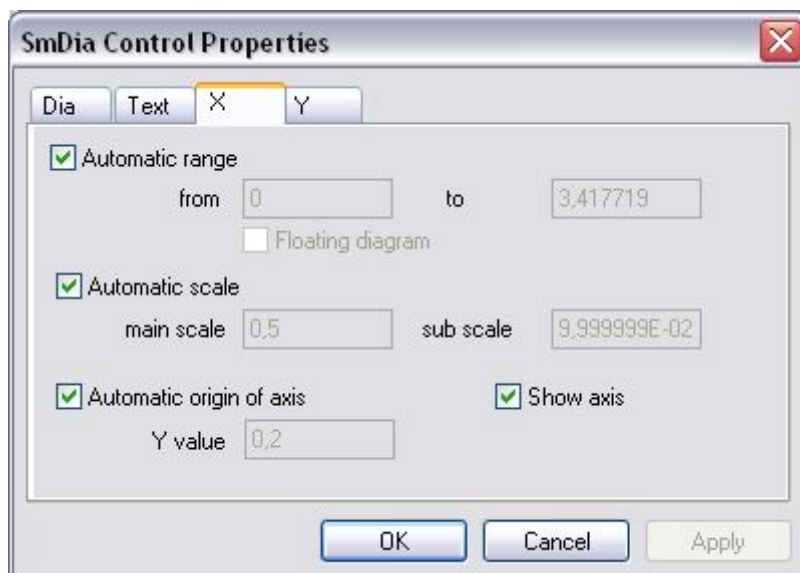 SmDia Control Properties
Dia Text X Y
Automatic range
from 0 to 3,417719
Floating diagram
Automatic scale
main scale 0,5 sub scale 9,999999E-02
Automatic origin of axis Show axis
Y value 0,2
OK Cancel Apply